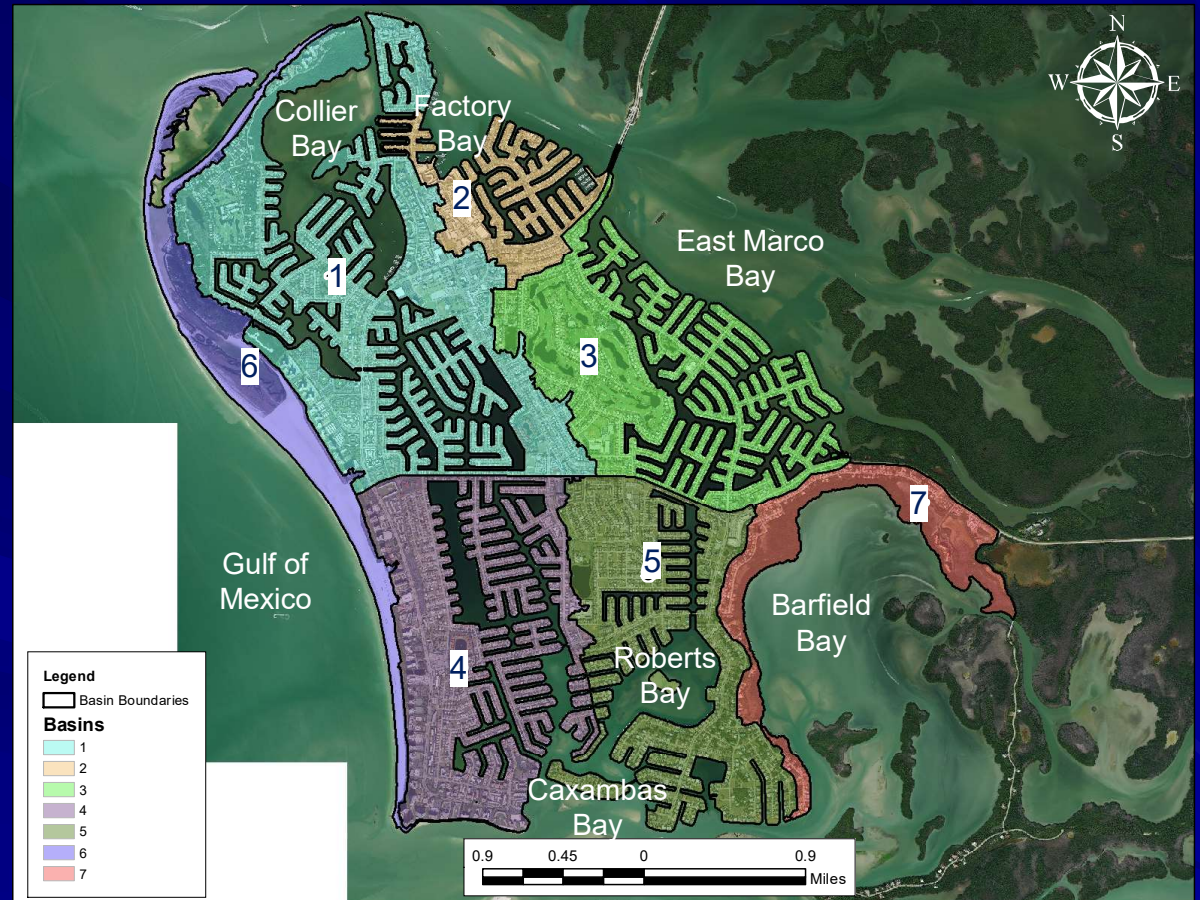 N
W
E
S
Collier
Bay
Factory
Bay
2
East Marco
Bay
1
3
6
7
Gulf of
Mexico
5
Barfield
Bay
Roberts
Bay
4
Caxambas
Bay
Legend
Basin Boundaries
Basins
1
2
3
4
5
6
7
0.9 0.45 0 0.9
Miles